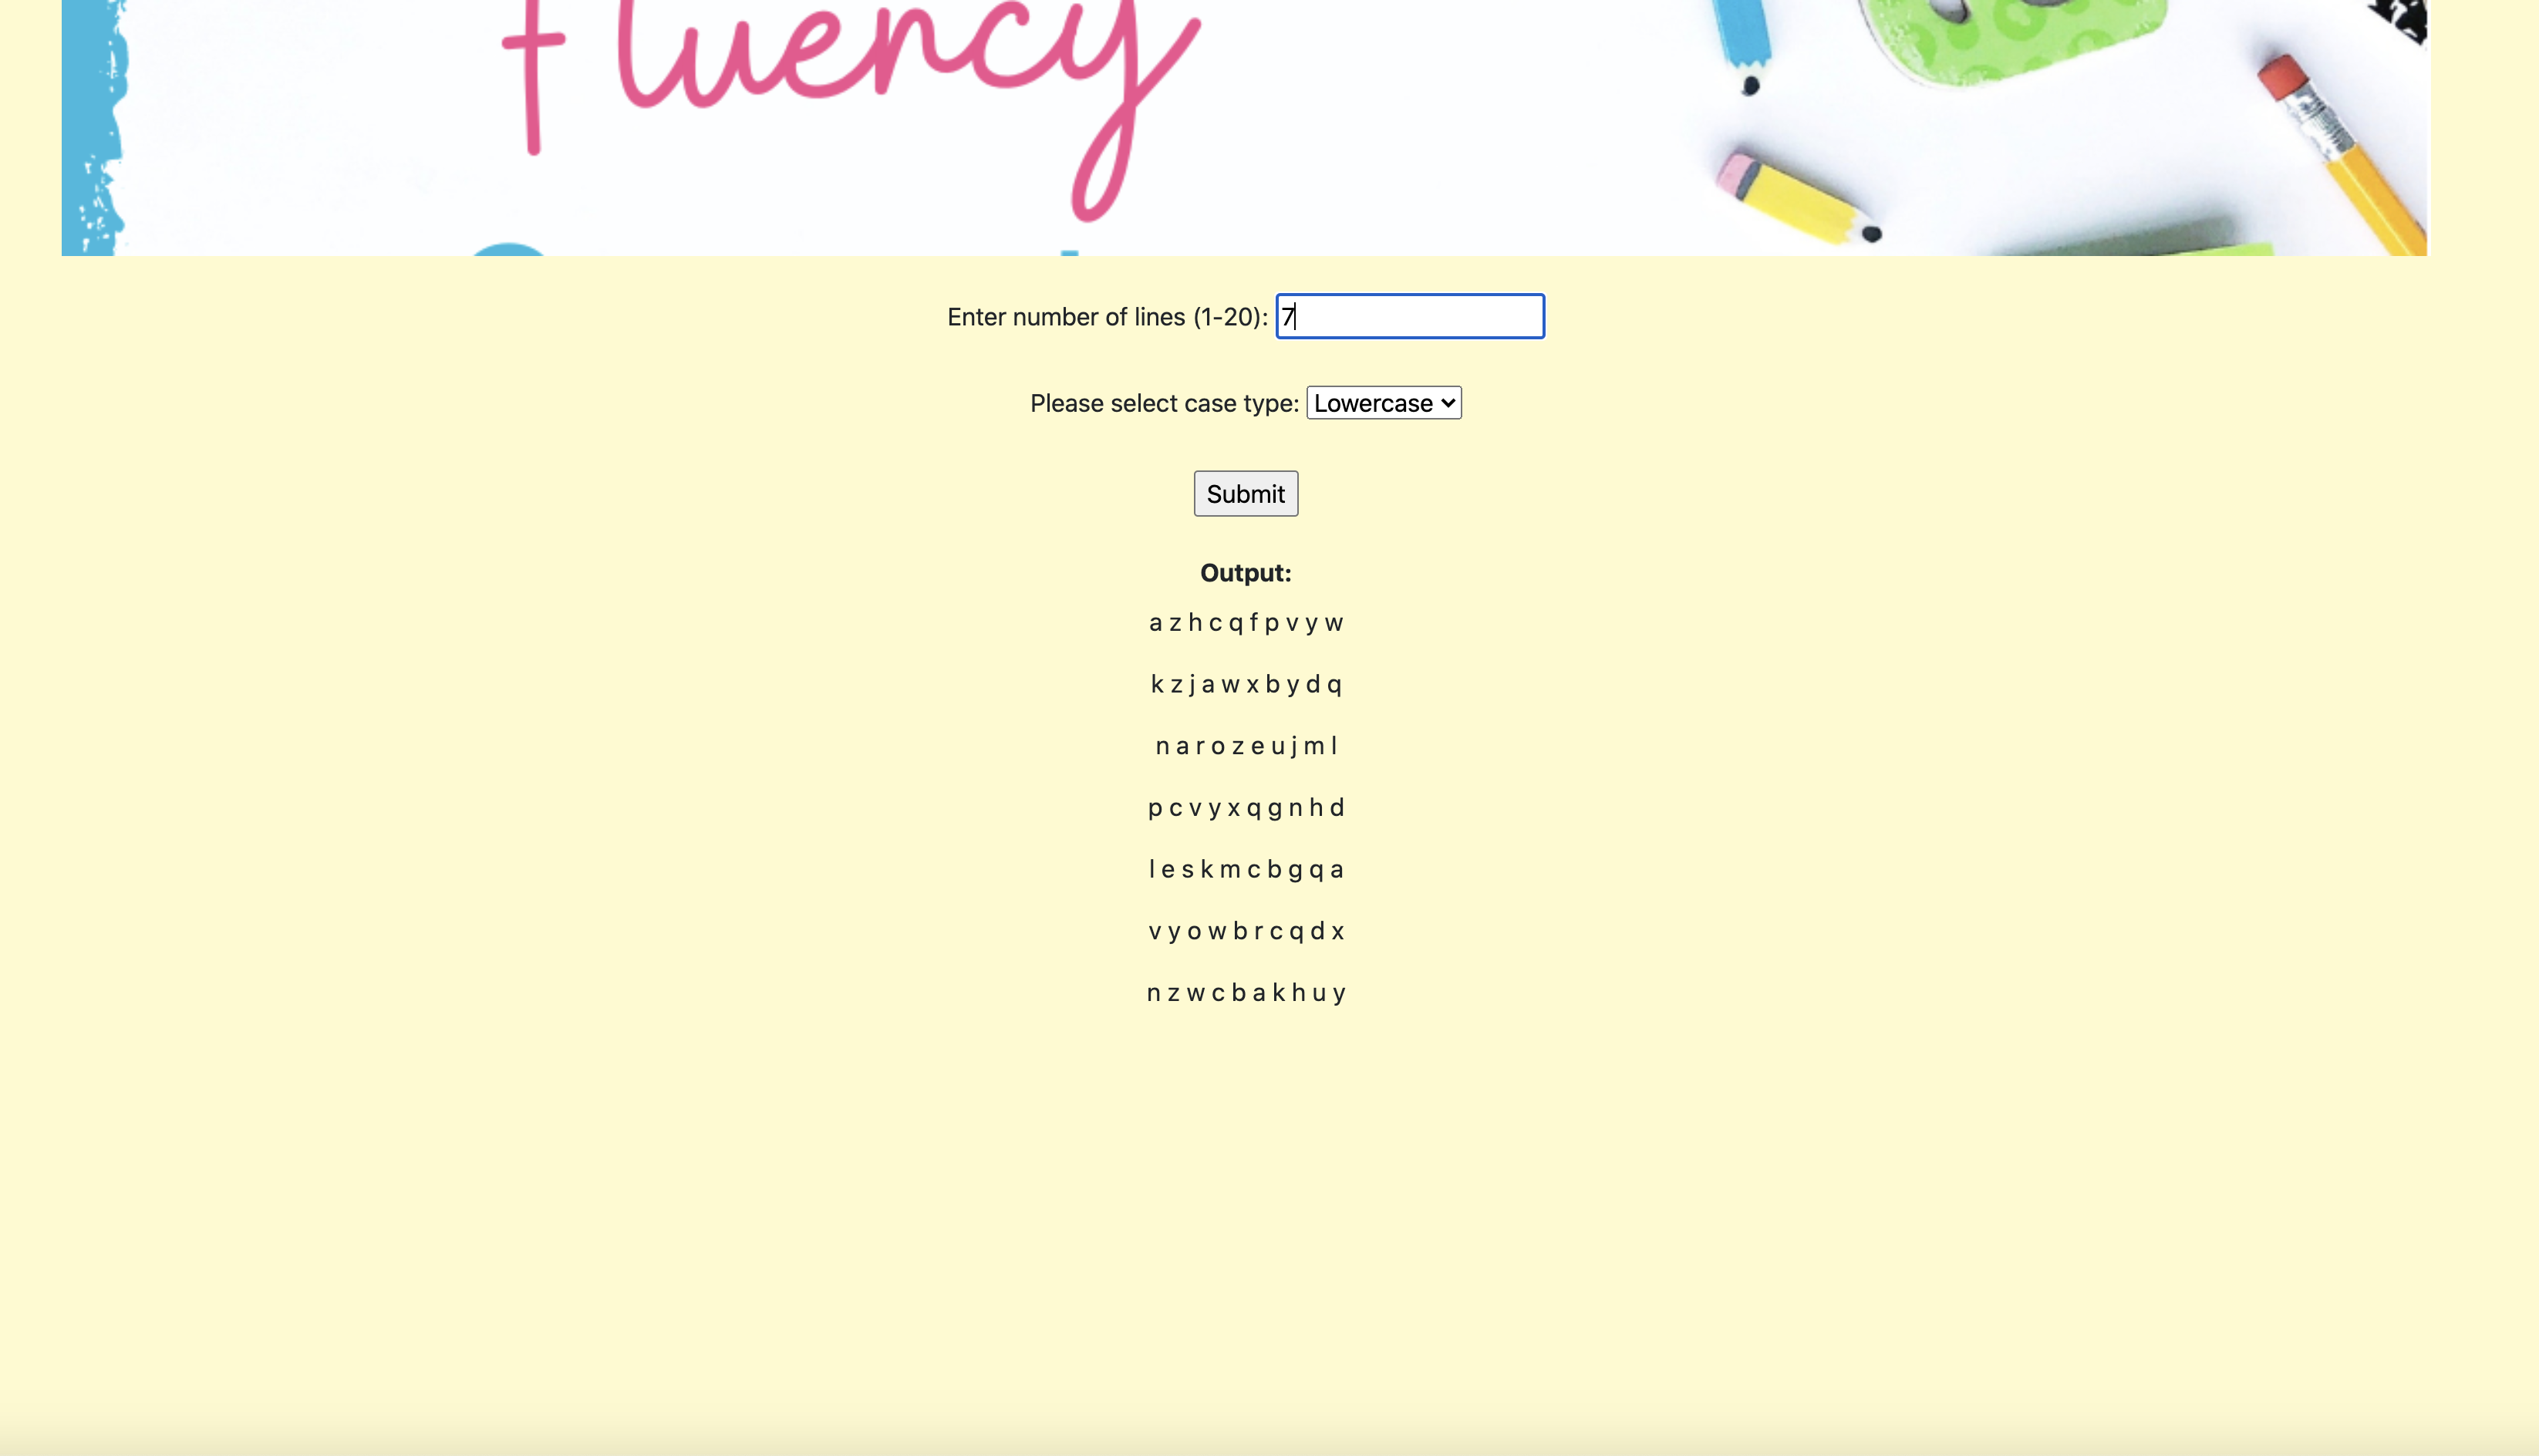 fluency
Enter number of lines (1-20): 7
Please select case type: Lowercase
Submit
Output:
a z h c q f p v y w
k z j a w x b y d q
n a r o z e u j m l
p c v y x q g n h d
l e s k m c b g q a
v y o w b r c q d x
n z w c b a k h u y